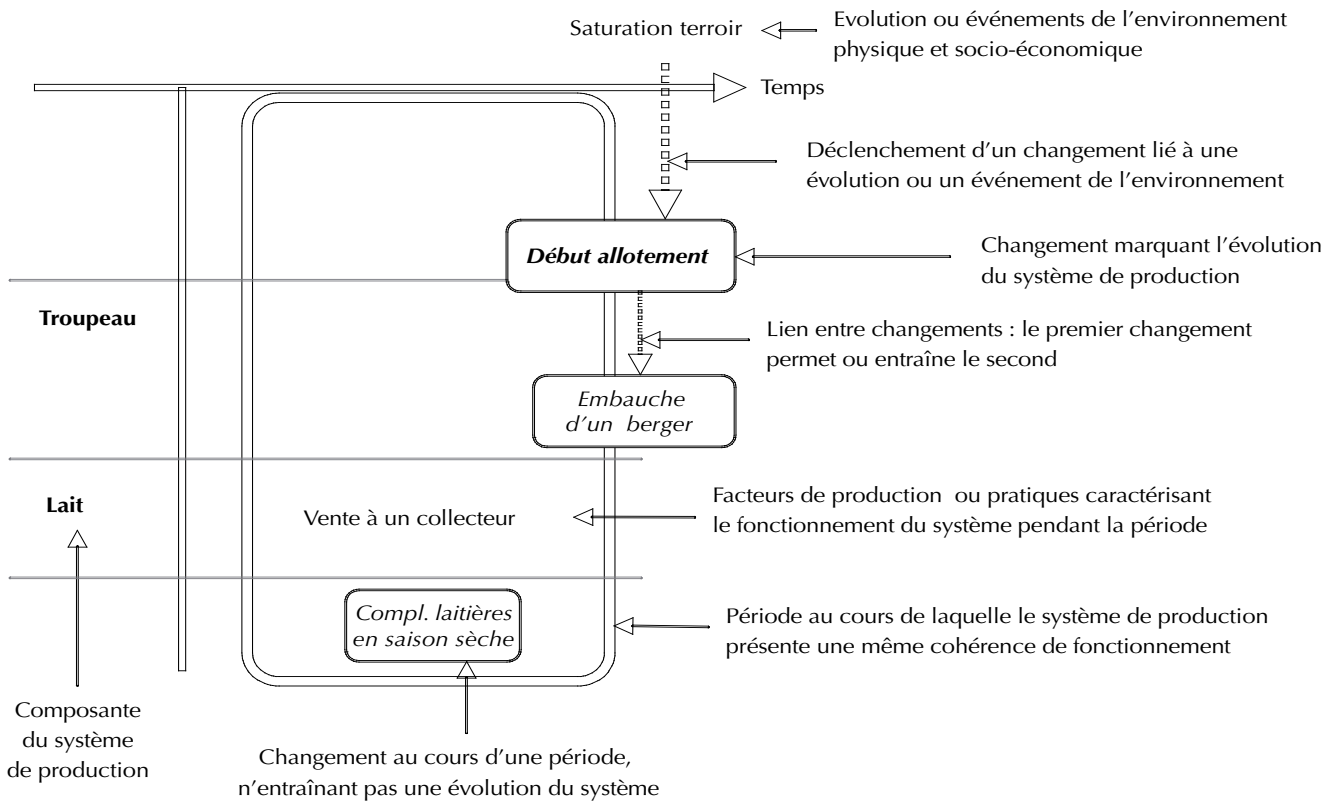 Saturation terroir
Evolution ou événements de l'environnement
physique et socio-économique
Temps
Déclenchement d'un changement lié à une
évolution ou un événement de l'environnement
Début allotement
Changement marquant l'évolution
du système de production
Troupeau
Lien entre changements : le premier changement
permet ou entraîne le second
Embauche
d'un berger
Lait
Vente à un collecteur
Facteurs de production ou pratiques caractérisant
le fonctionnement du système pendant la période
Compl. laitières
en saison sèche
Période au cours de laquelle le système de production
présente une même cohérence de fonctionnement
Composante
du système
de production
Changement au cours d'une période,
n'entraînant pas une évolution du système